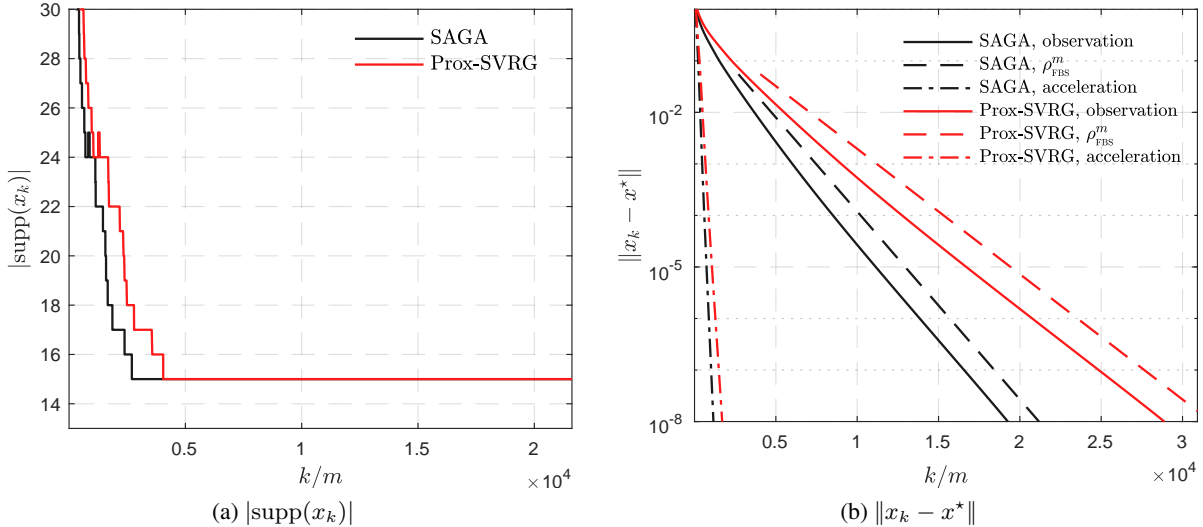 30
28
26
24
22
20
18
16
14
|supp(x_k)|
SAGA
Prox-SVRG
0.5
1
1.5
2
k/m
×10^4
(a) |supp(x_k)|
10^-2
10^-5
10^-8
||x_k − x*||
SAGA, observation
SAGA, ρ^m_FBS
SAGA, acceleration
Prox-SVRG, observation
Prox-SVRG, ρ^m_FBS
Prox-SVRG, acceleration
0.5
1
1.5
2
2.5
3
k/m
×10^4
(b) ||x_k − x*||